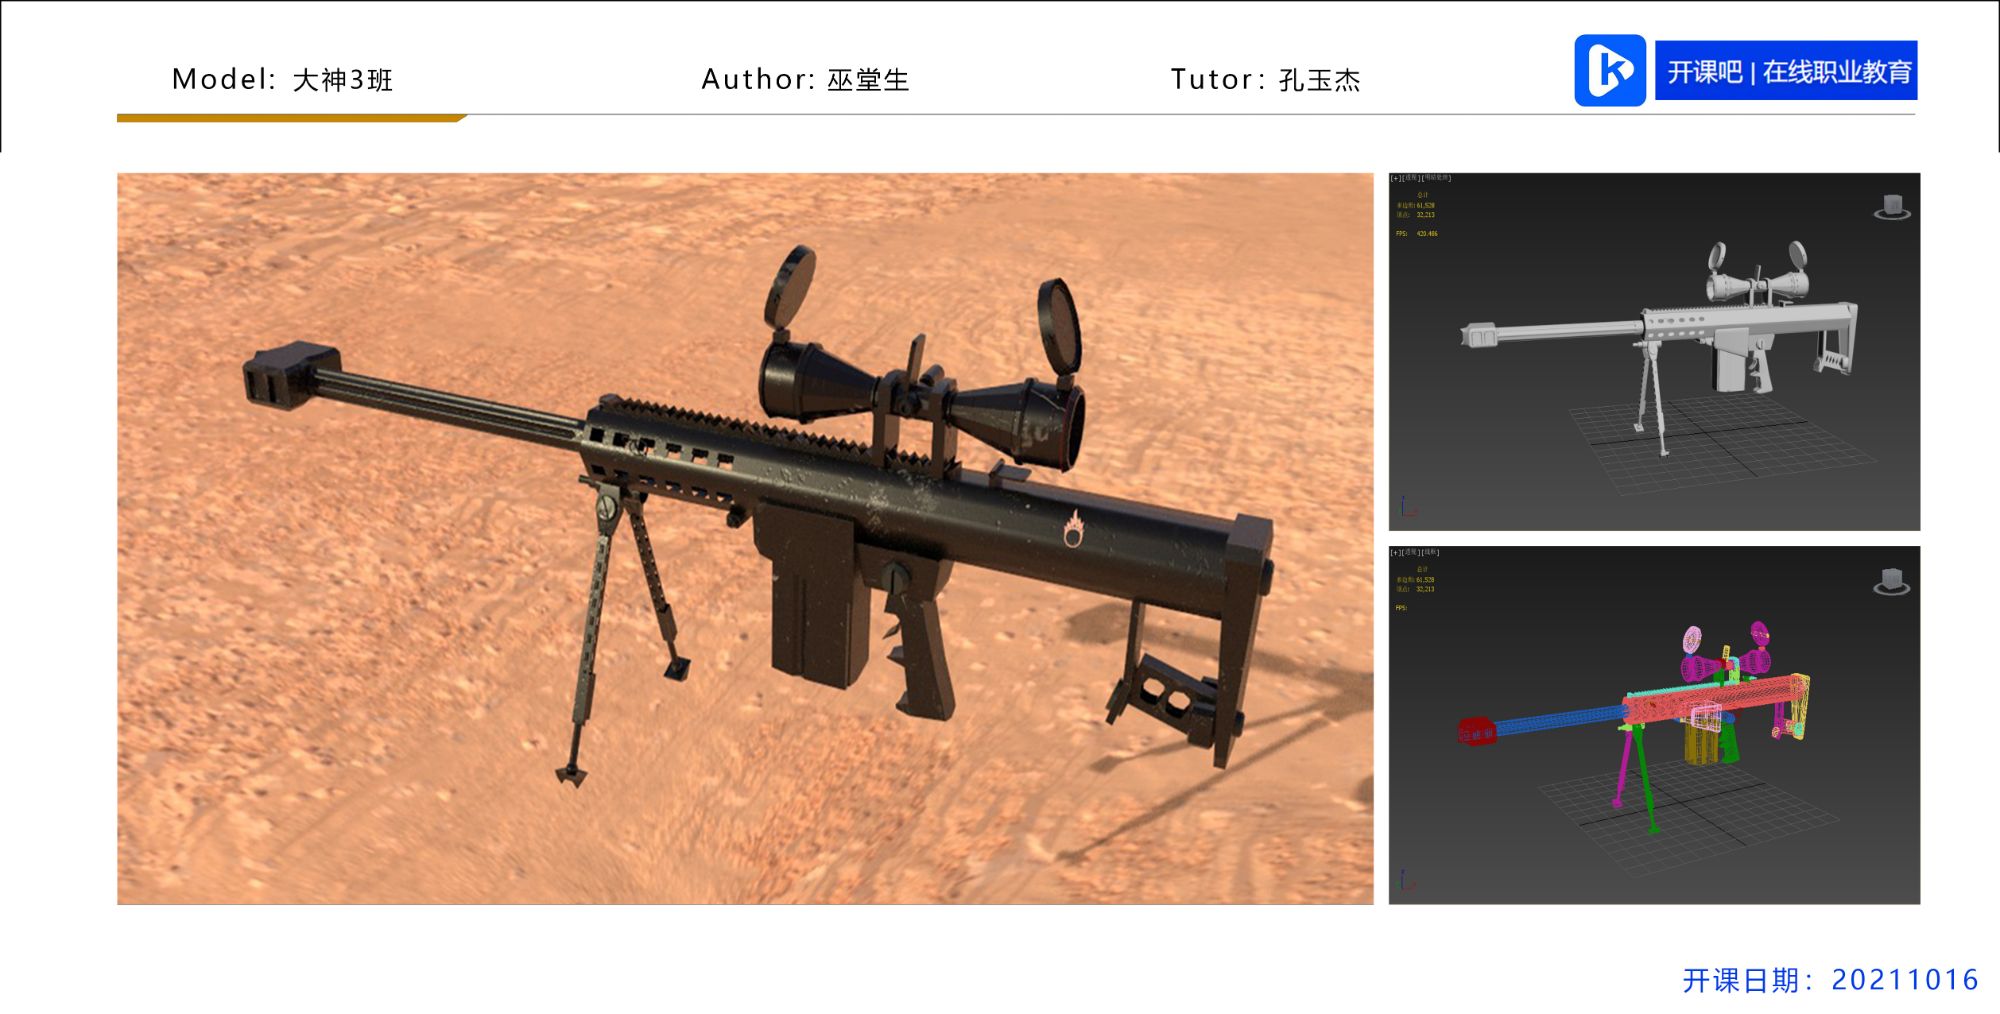 Model: 大神3班
Author: 巫堂生
Tutor: 孔玉杰
开课吧 | 在线职业教育
[+][透视][明暗处理]
总计
多边形: 61,528
顶点: 32,213
FPS: 420.486
[+][透视][线框]
总计
多边形: 61,528
顶点: 32,213
FPS:
开课日期：20211016